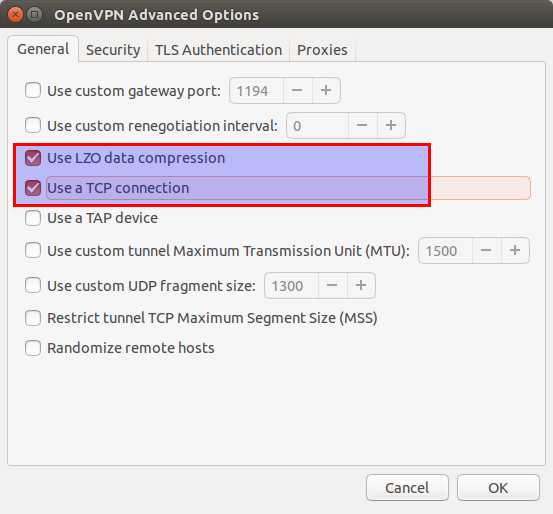 OpenVPN Advanced Options
General Security TLS Authentication Proxies
Use custom gateway port: 1194 − +
Use custom renegotiation interval: 0 − +
Use LZO data compression
Use a TCP connection
Use a TAP device
Use custom tunnel Maximum Transmission Unit (MTU): 1500 − +
Use custom UDP fragment size: 1300 − +
Restrict tunnel TCP Maximum Segment Size (MSS)
Randomize remote hosts
Cancel OK